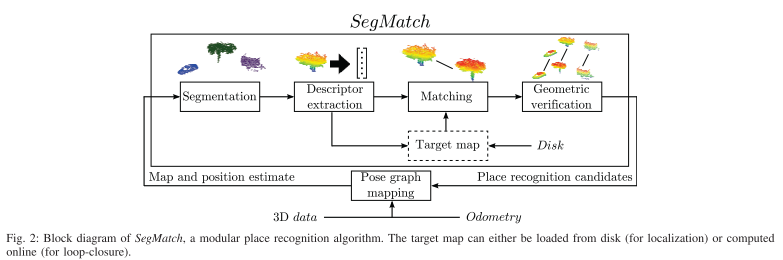 SegMatch
Segmentation
Descriptor
extraction
Matching
Geometric
verification
Target map
Disk
Map and position estimate
Pose graph
mapping
Place recognition candidates
3D data
Odometry
Fig. 2: Block diagram of SegMatch, a modular place recognition algorithm. The target map can either be loaded from disk (for localization) or computed
online (for loop-closure).